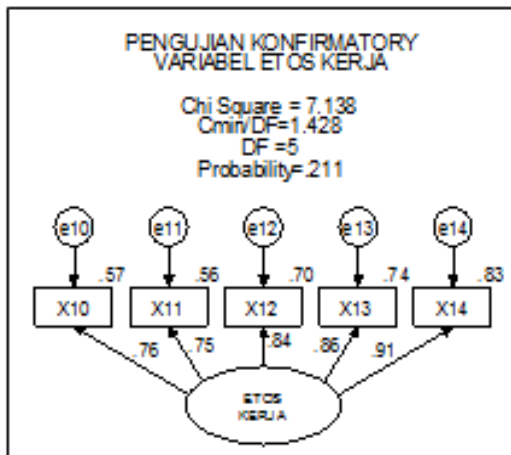 PENGUJIAN KONFIRMATORY
VARIABEL ETOS KERJA
Chi Square = 7.138
Cmin/DF=1.428
DF =5
Probability=.211
e10 e11 e12 e13 e14
.57 .56 .70 .74 .83
X10 X11 X12 X13 X14
.76 .75 .84 .86 .91
ETOS
KERJA